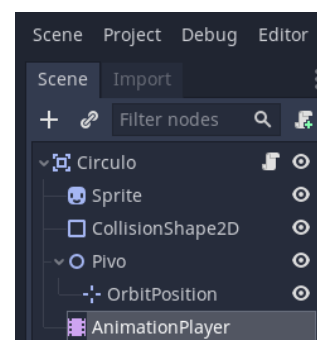 Scene Project Debug Editor
Scene Import
Filter nodes
Circulo
Sprite
CollisionShape2D
Pivo
OrbitPosition
AnimationPlayer